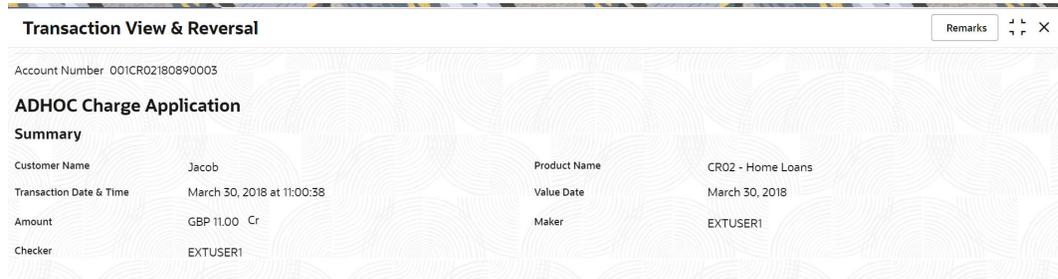 Transaction View & Reversal Remarks
Account Number 001CR02180890003
ADHOC Charge Application
Summary
Customer Name Jacob Product Name CR02 - Home Loans
Transaction Date & Time March 30, 2018 at 11:00:38 Value Date March 30, 2018
Amount GBP 11.00 Cr Maker EXTUSER1
Checker EXTUSER1